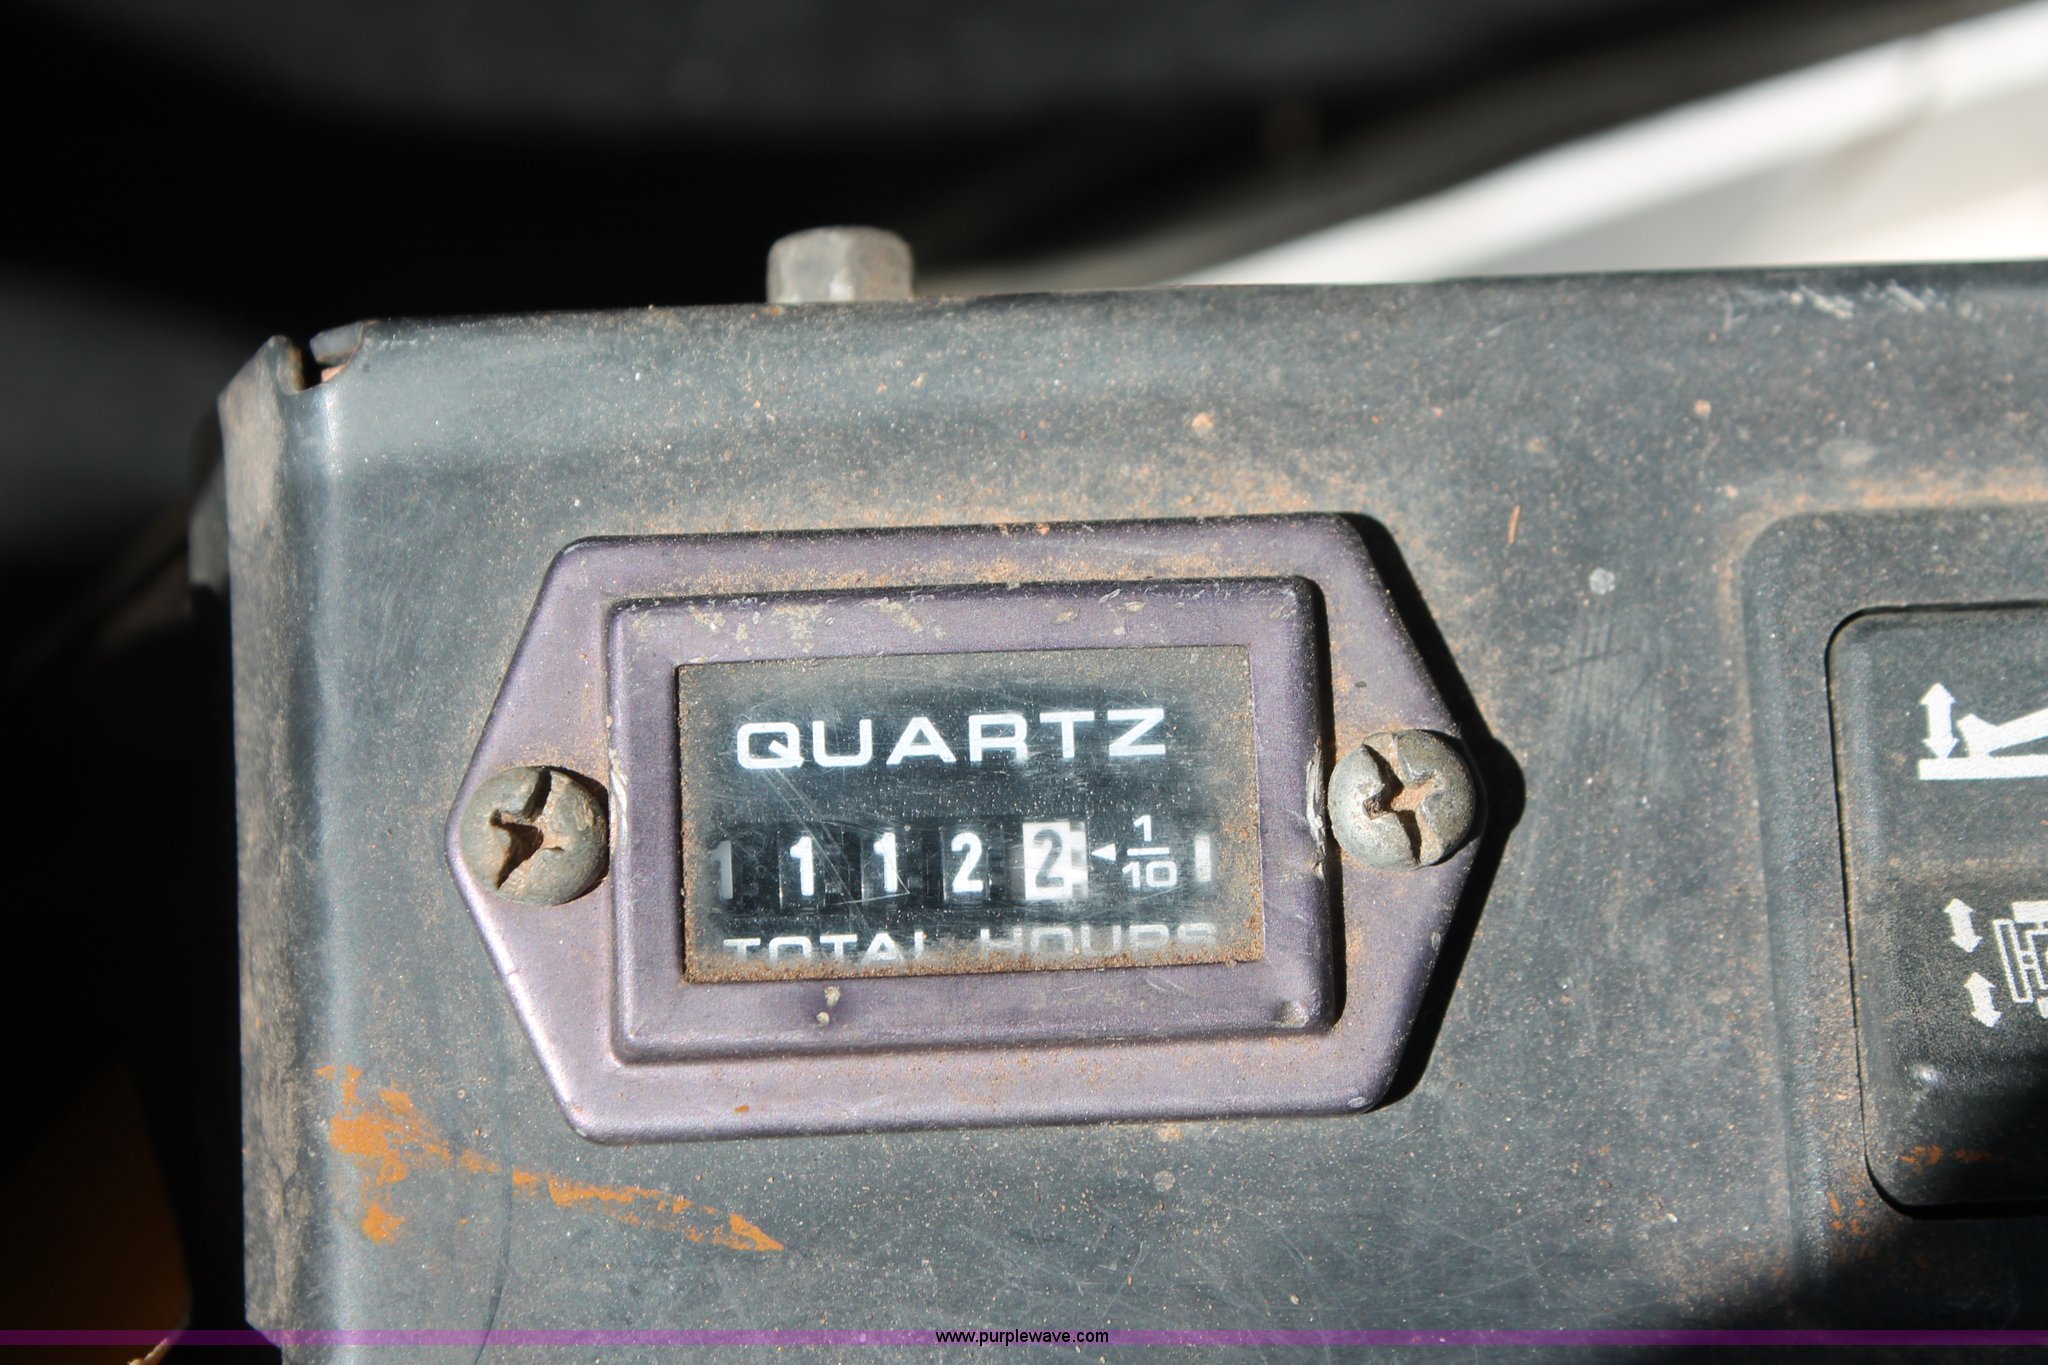 QUARTZ
1 1 1 2 2 ◄ 1/10
TOTAL HOURS
www.purplewave.com